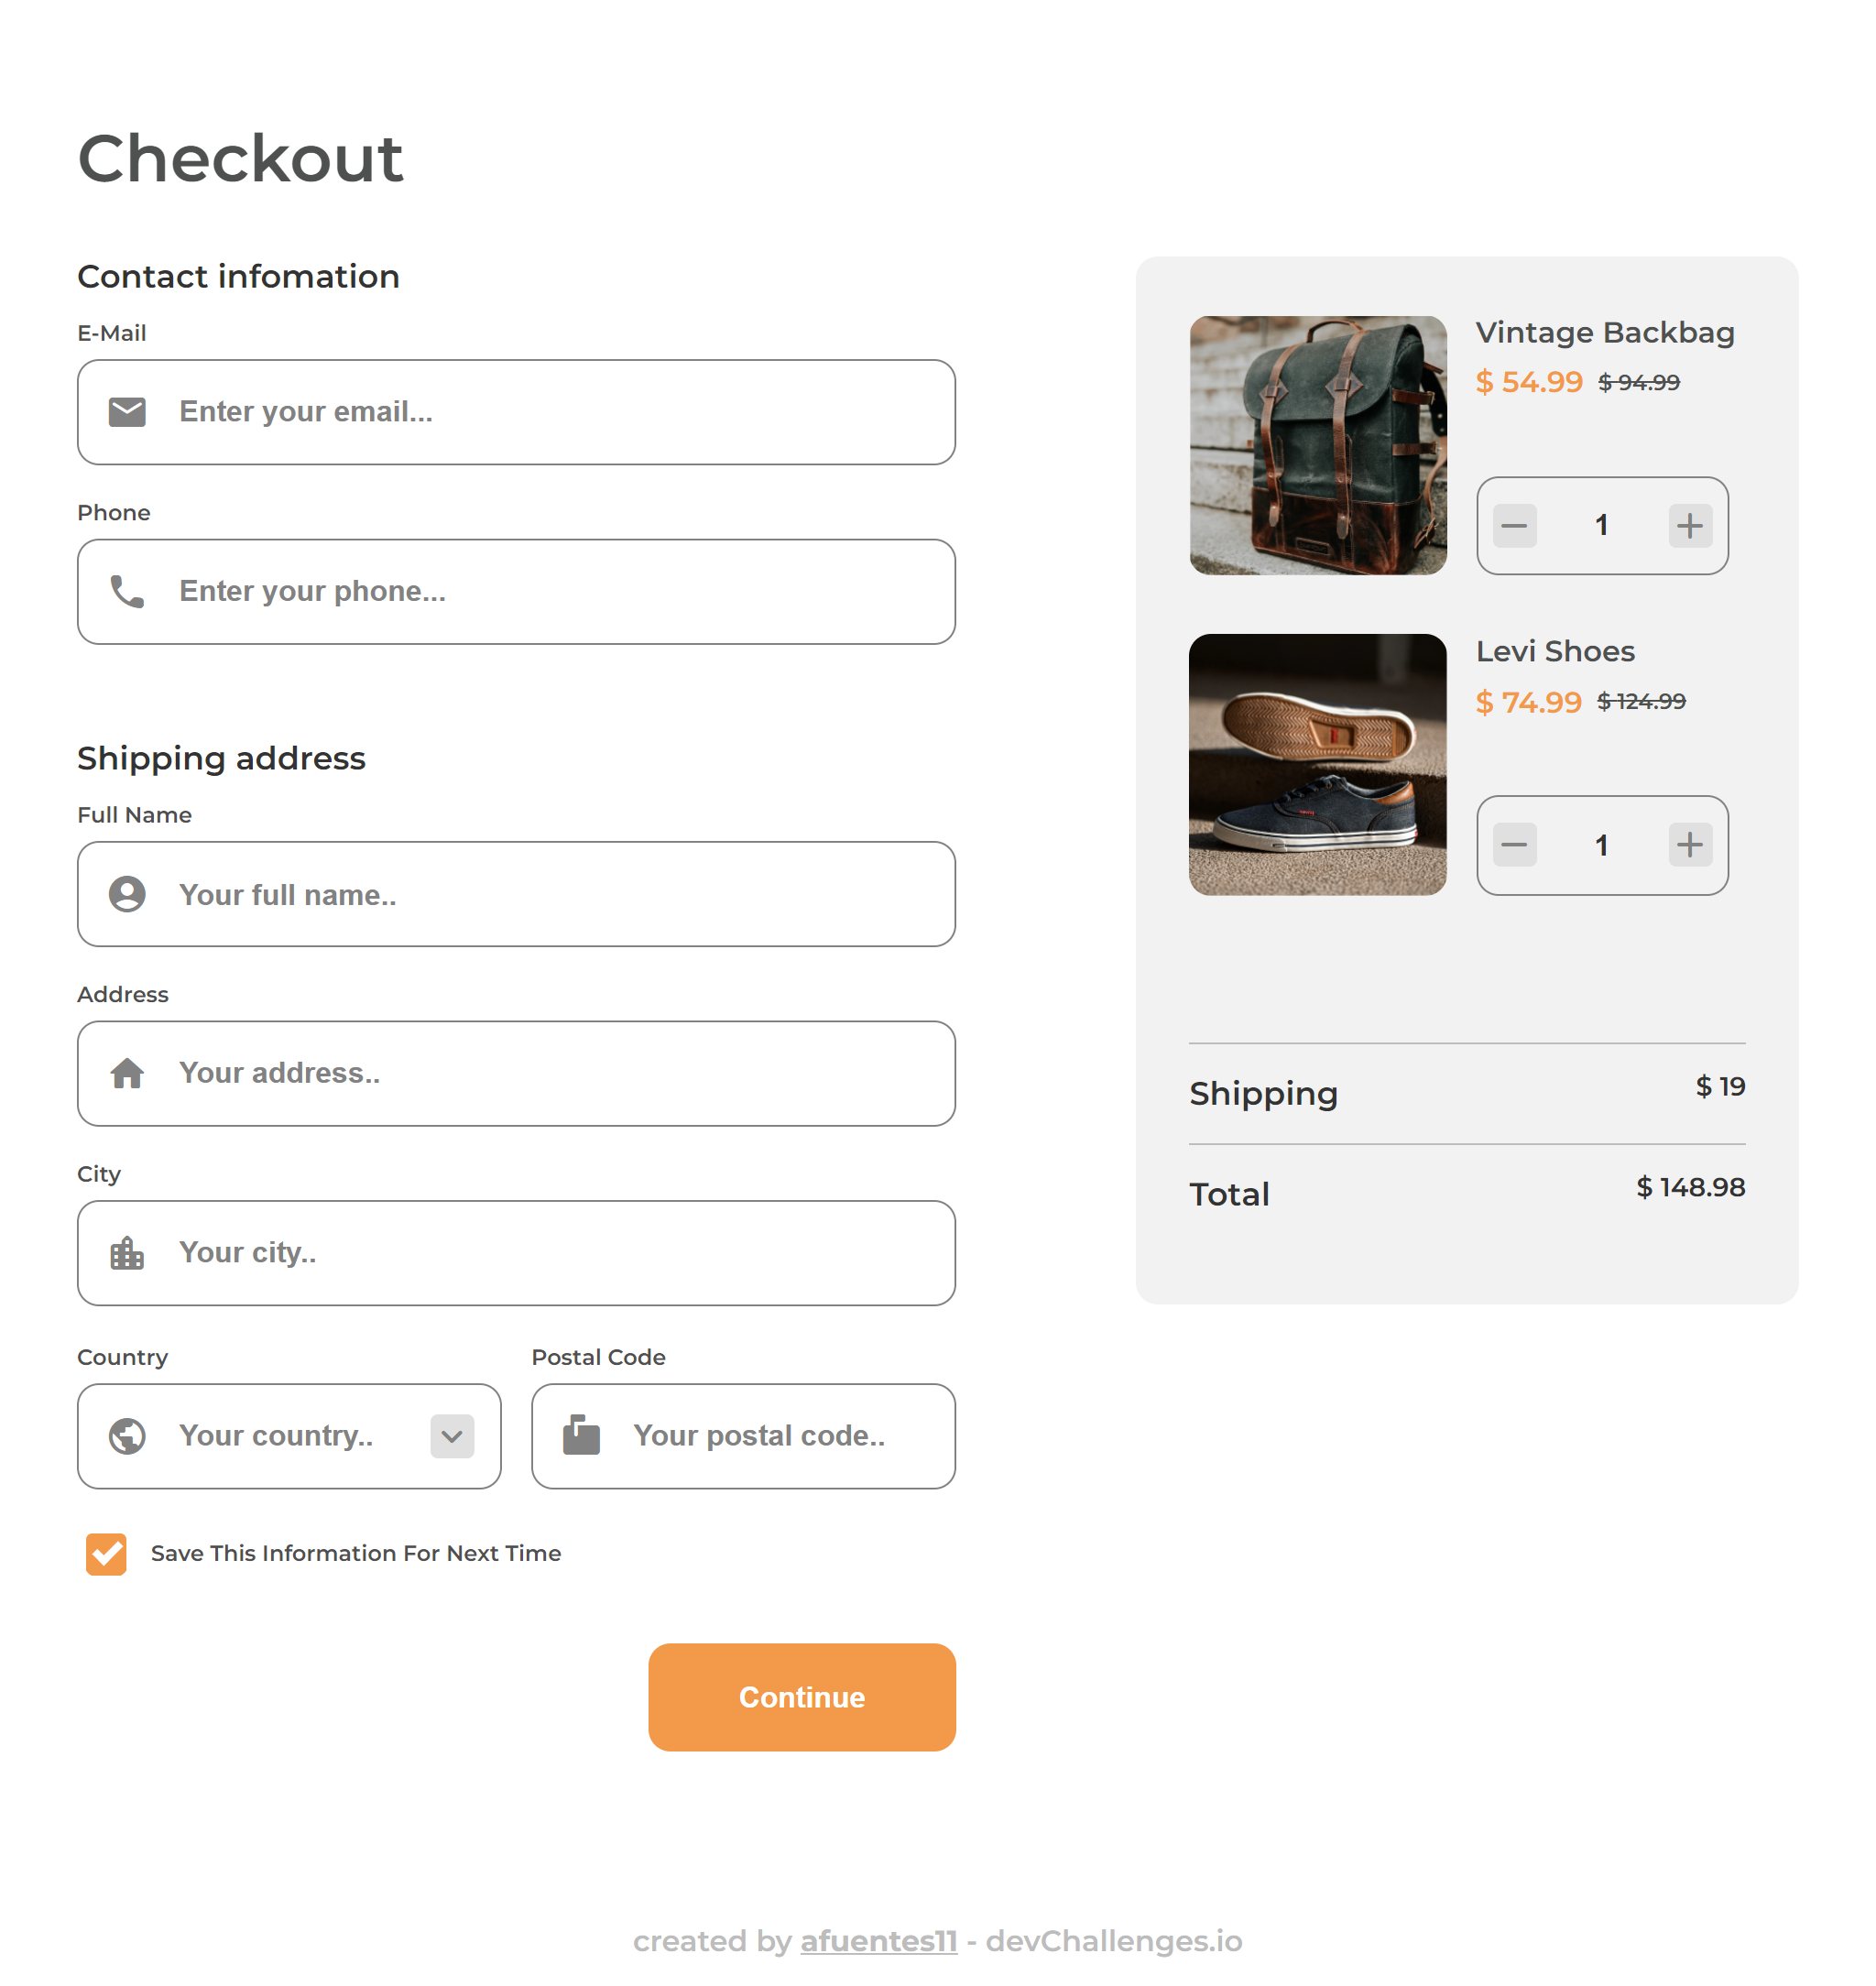 Checkout
Contact infomation
E-Mail
Enter your email...
Phone
Enter your phone...
Shipping address
Full Name
Your full name..
Address
Your address..
City
Your city..
Country
Your country..
Postal Code
Your postal code..
Save This Information For Next Time
Continue
Vintage Backbag
$ 54.99 $ 94.99
1
Levi Shoes
$ 74.99 $ 124.99
1
Shipping $ 19
Total $ 148.98
created by afuentes11 - devChallenges.io